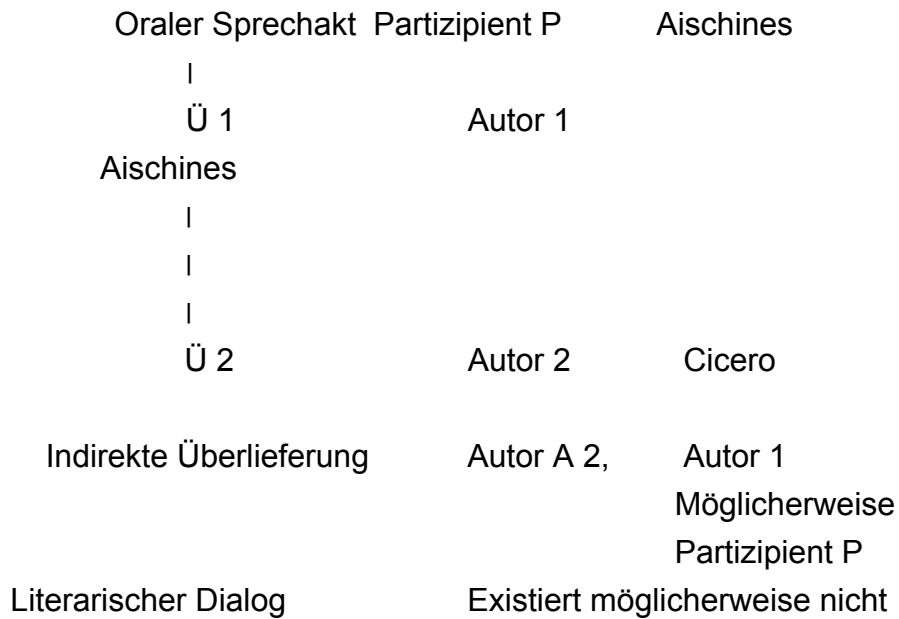 Oraler Sprechakt Partizipient P Aischines
|
Ü 1 Autor 1
Aischines
|
|
|
Ü 2 Autor 2 Cicero
Indirekte Überlieferung Autor A 2, Autor 1
Möglicherweise
Partizipient P
Literarischer Dialog Existiert möglicherweise nicht